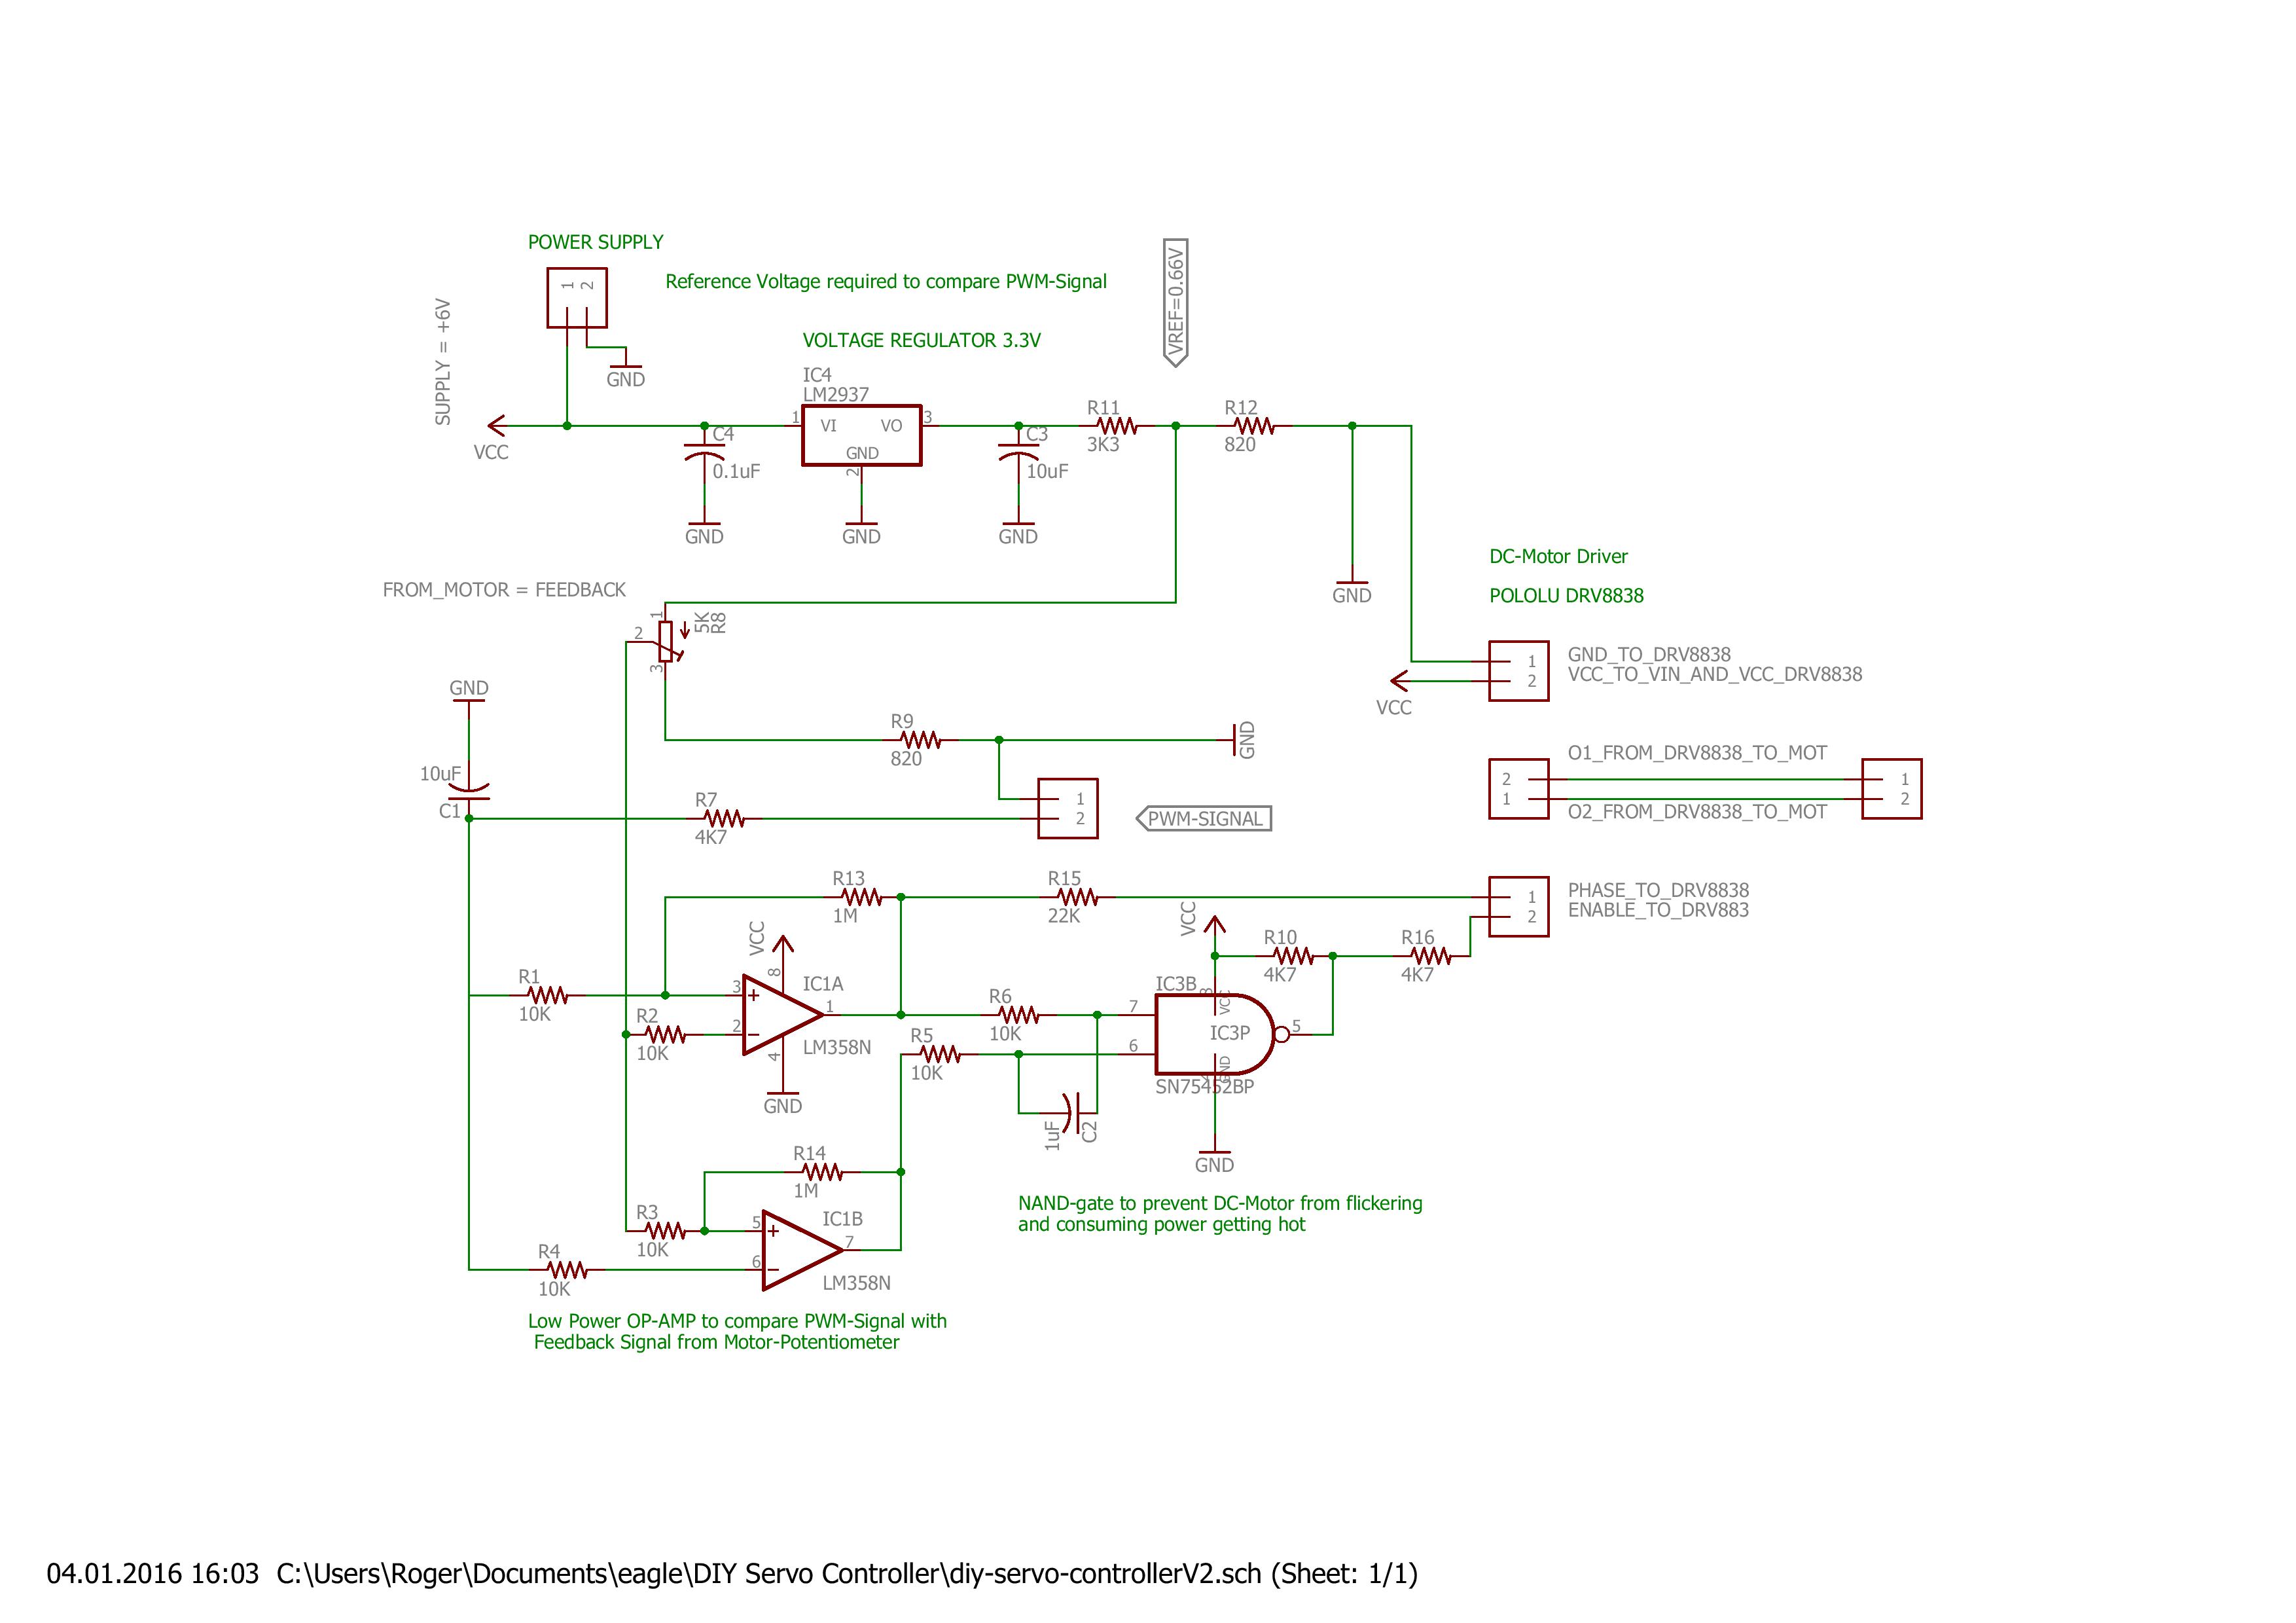 POWER SUPPLY
1
2
Reference Voltage required to compare PWM-Signal
SUPPLY = +6V
VREF=0.66V
VOLTAGE REGULATOR 3.3V
GND
IC4
LM2937
1
VI
VO
3
GND
2
VCC
C4
0.1uF
C3
10uF
R11
3K3
R12
820
GND
GND
GND
GND
FROM_MOTOR = FEEDBACK
1
2
3
5K
R8
DC-Motor Driver
POLOLU DRV8838
1
2
GND_TO_DRV8838
VCC_TO_VIN_AND_VCC_DRV8838
VCC
GND
10uF
C1
R9
820
GND
R7
4K7
1
2
PWM-SIGNAL
O1_FROM_DRV8838_TO_MOT
2
1
1
2
O2_FROM_DRV8838_TO_MOT
R13
1M
R15
22K
1
2
PHASE_TO_DRV8838
ENABLE_TO_DRV883
VCC
VCC
R10
4K7
R16
4K7
R1
10K
R2
10K
3
2
8
4
1
IC1A
LM358N
GND
R6
10K
R5
10K
IC3B
7
6
8
VCC
IC3P
GND
5
SN75452BP
1uF
C2
GND
R14
1M
R3
10K
R4
10K
5
6
7
IC1B
LM358N
NAND-gate to prevent DC-Motor from flickering
and consuming power getting hot
Low Power OP-AMP to compare PWM-Signal with
Feedback Signal from Motor-Potentiometer
04.01.2016 16:03 C:\Users\Roger\Documents\eagle\DIY Servo Controller\diy-servo-controllerV2.sch (Sheet: 1/1)